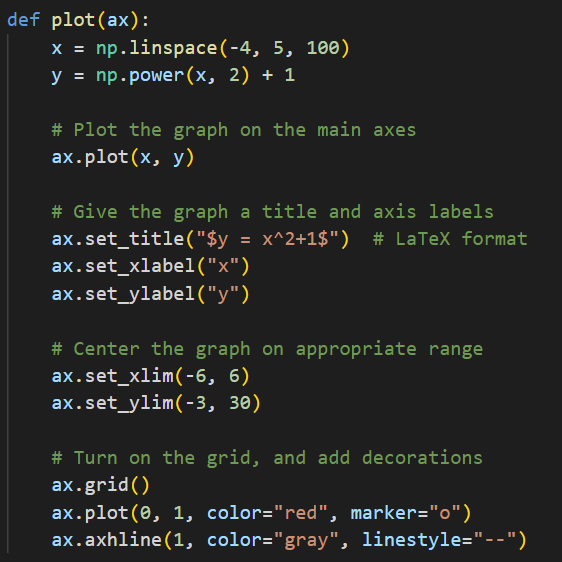 def plot(ax):
    x = np.linspace(-4, 5, 100)
    y = np.power(x, 2) + 1

    # Plot the graph on the main axes
    ax.plot(x, y)

    # Give the graph a title and axis labels
    ax.set_title("$y = x^2+1$")  # LaTeX format
    ax.set_xlabel("x")
    ax.set_ylabel("y")

    # Center the graph on appropriate range
    ax.set_xlim(-6, 6)
    ax.set_ylim(-3, 30)

    # Turn on the grid, and add decorations
    ax.grid()
    ax.plot(0, 1, color="red", marker="o")
    ax.axhline(1, color="gray", linestyle="--")